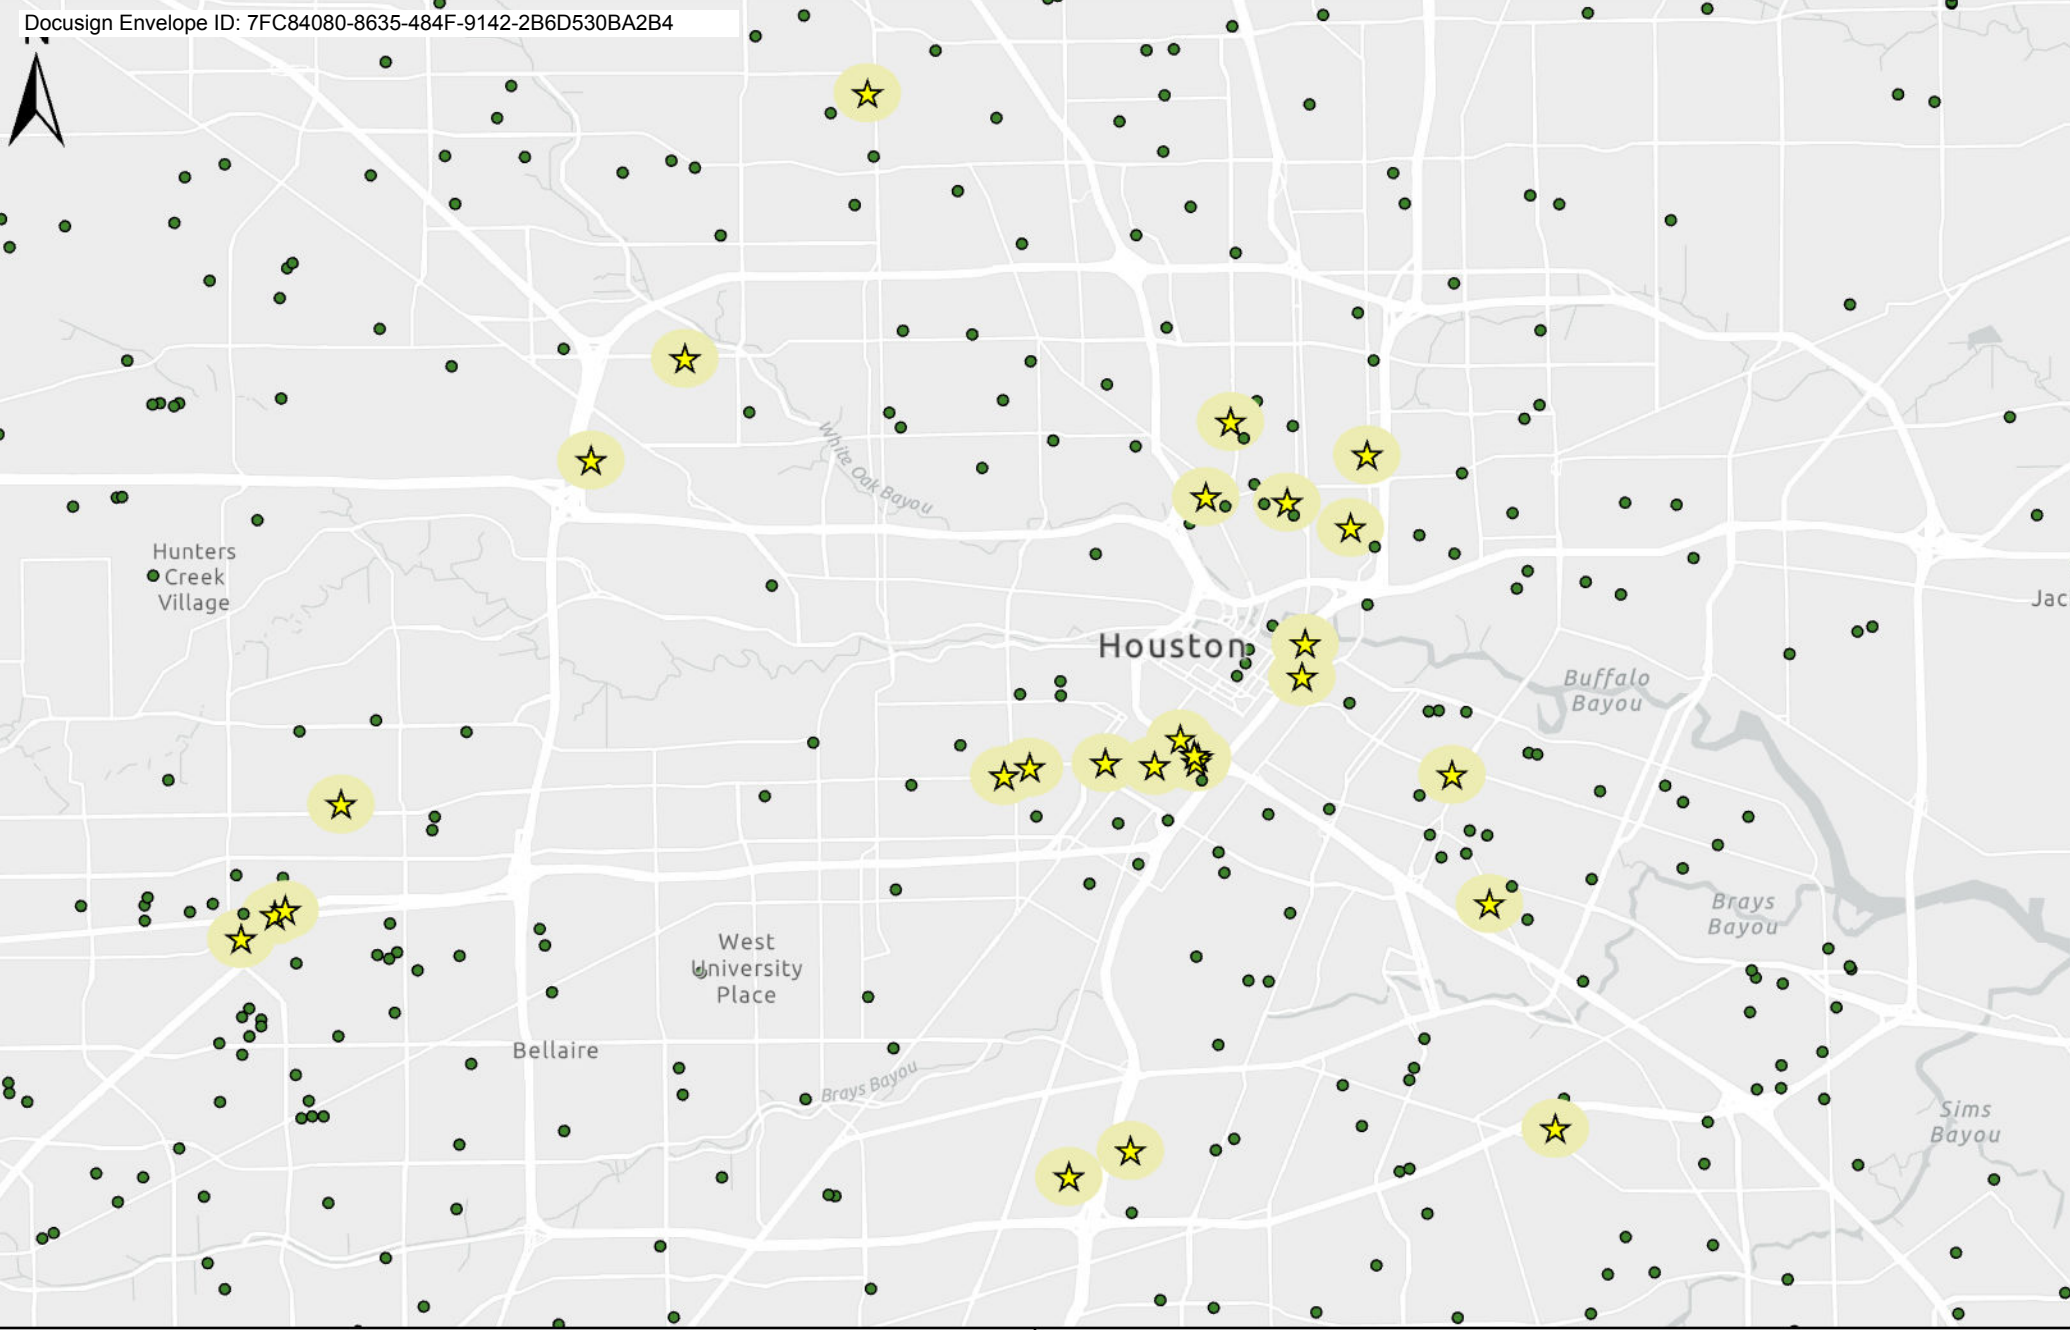 Docusign Envelope ID: 7FC84080-8635-484F-9142-2B6D530BA2B4
N
White Oak Bayou
Hunters
Creek
Village
Jac
Houston
Buffalo
Bayou
Brays
Bayou
West
University
Place
Bellaire
Brays Bayou
Sims
Bayou